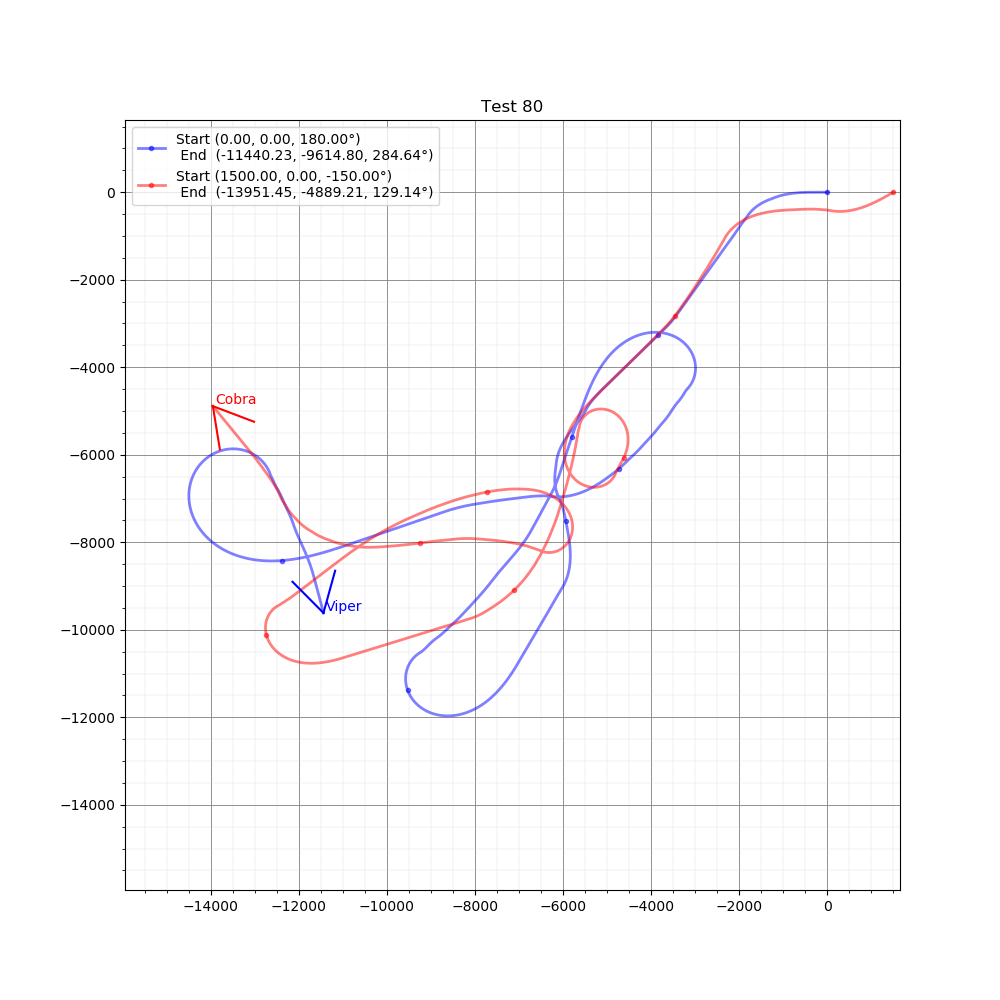 Test 80
Start (0.00, 0.00, 180.00°)
End (-11440.23, -9614.80, 284.64°)
Start (1500.00, 0.00, -150.00°)
End (-13951.45, -4889.21, 129.14°)
0
−2000
−4000
Cobra
−6000
−8000
Viper
−10000
−12000
−14000
−14000 −12000 −10000 −8000 −6000 −4000 −2000 0